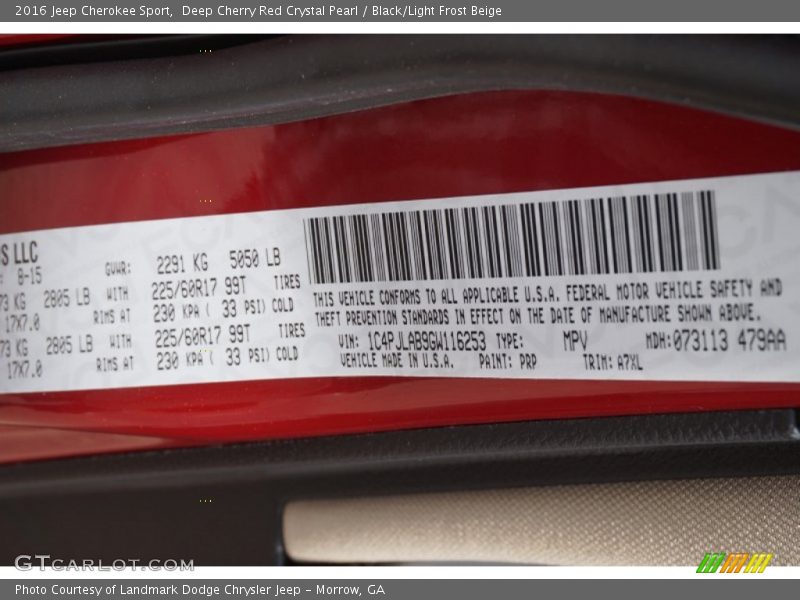 2016 Jeep Cherokee Sport,  Deep Cherry Red Crystal Pearl / Black/Light Frost Beige
S LLC
8-15 GVWR: 2291 KG 5050 LB
73 KG 2805 LB WITH 225/60R17 99T TIRES
17X7.0 RIMS AT 230 KPA ( 33 PSI) COLD
73 KG 2805 LB WITH 225/60R17 99T TIRES
17X7.0 RIMS AT 230 KPA ( 33 PSI) COLD
THIS VEHICLE CONFORMS TO ALL APPLICABLE U.S.A. FEDERAL MOTOR VEHICLE SAFETY AND
THEFT PREVENTION STANDARDS IN EFFECT ON THE DATE OF MANUFACTURE SHOWN ABOVE.
VIN: 1C4PJLAB9GW116253 TYPE: MPV MDH:073113 479AA
VEHICLE MADE IN U.S.A. PAINT: PRP TRIM: A7XL
GTCARLOT.COM
Photo Courtesy of Landmark Dodge Chrysler Jeep - Morrow, GA